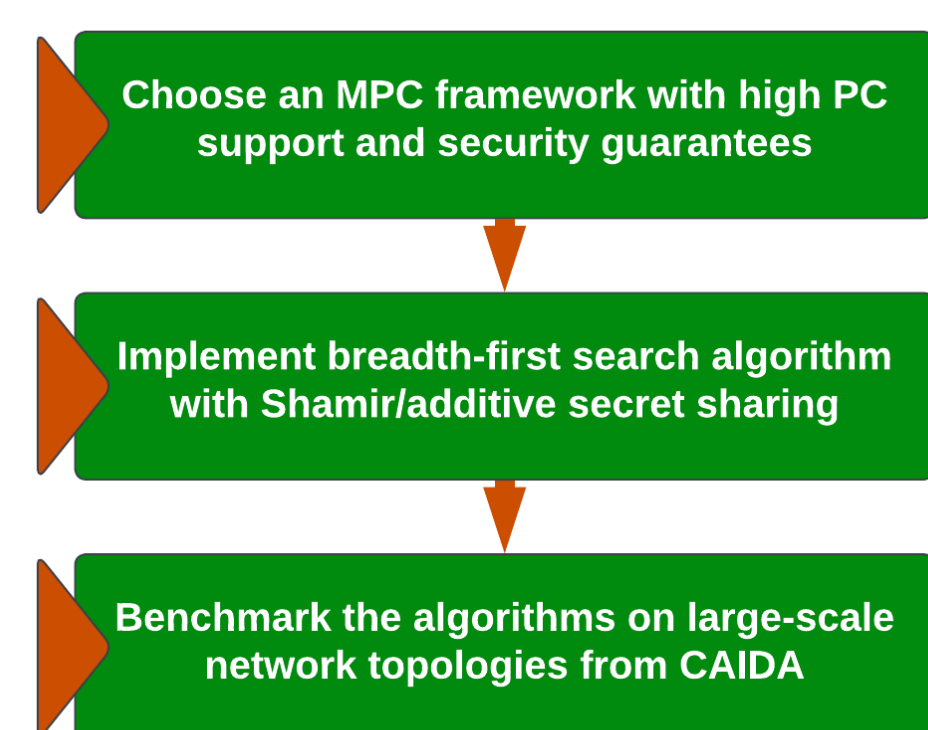 Choose an MPC framework with high PC
support and security guarantees
Implement breadth-first search algorithm
with Shamir/additive secret sharing
Benchmark the algorithms on large-scale
network topologies from CAIDA